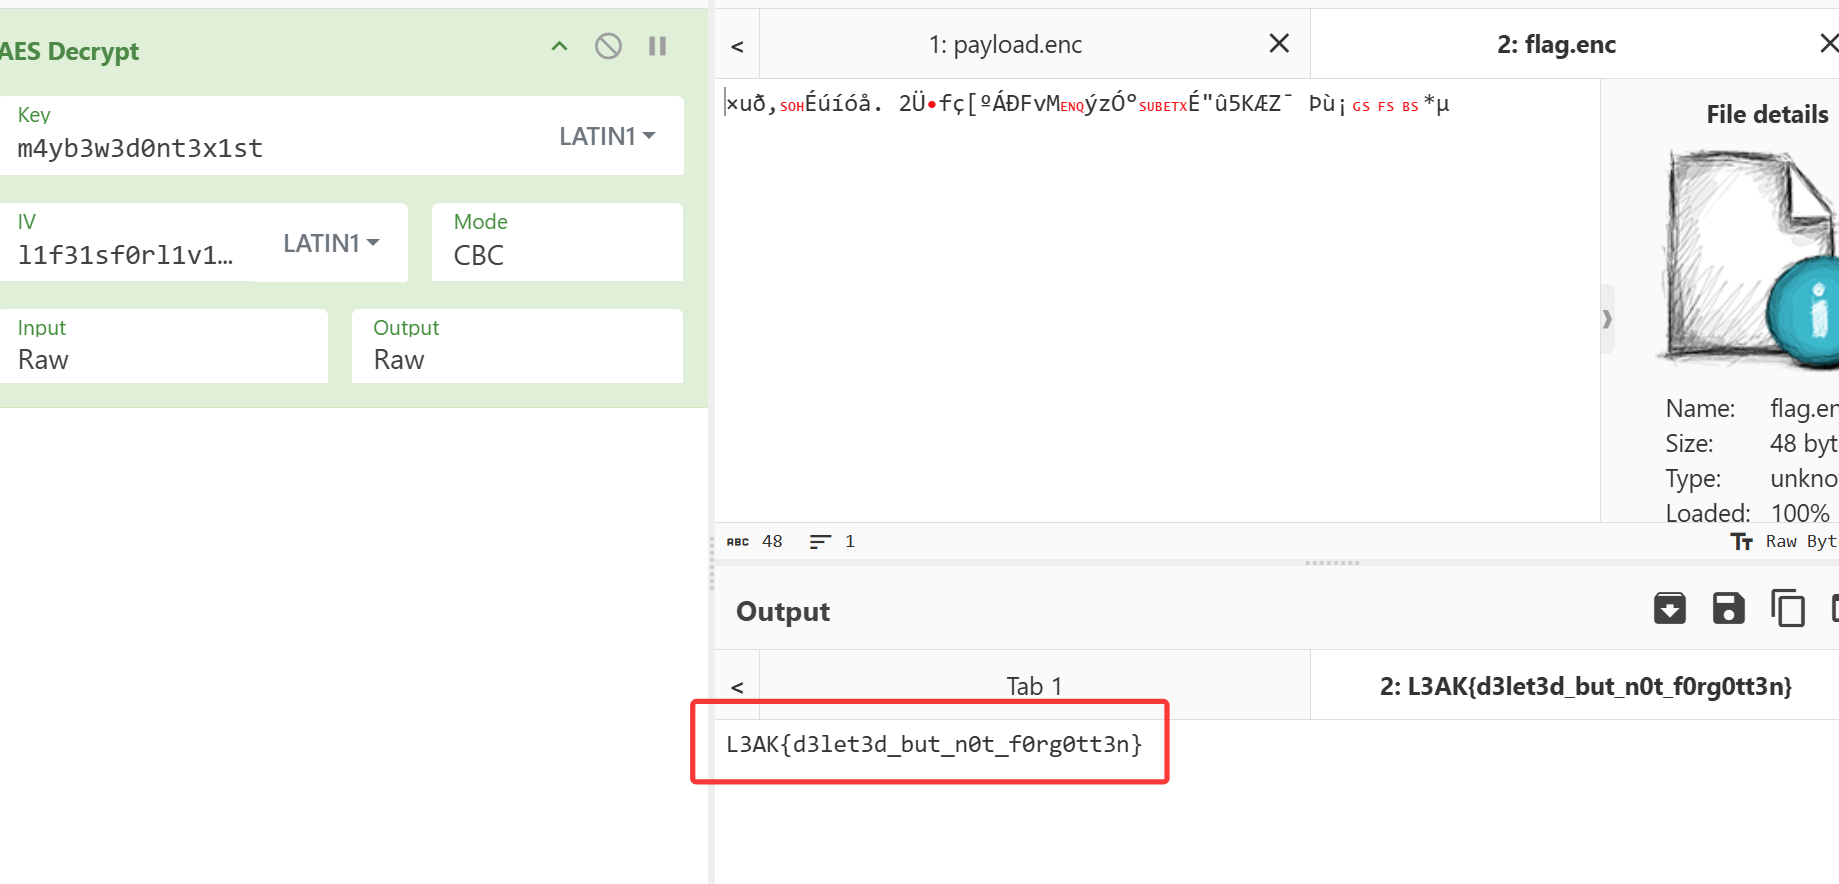 AES Decrypt
Key
m4yb3w3d0nt3x1st
LATIN1
IV
l1f31sf0rl1v1…
LATIN1
Mode
CBC
Input
Raw
Output
Raw
<
1: payload.enc
2: flag.enc
×uð,SOHÉúíóå. 2Ü•fç[ºÁÐFvMENQýzÓºSUBETXÉ"û5KÆZ¯ Þù¡GS FS BS*µ
File details
Name: flag.en
Size: 48 byt
Type: unkno
Loaded: 100%
ABC 48 1
Tт Raw Byt
Output
<
Tab 1
2: L3AK{d3let3d_but_n0t_f0rg0tt3n}
L3AK{d3let3d_but_n0t_f0rg0tt3n}